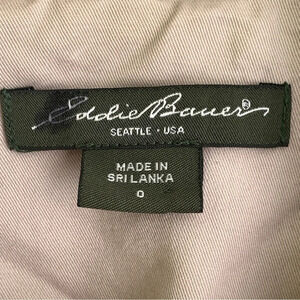 Eddie Bauer®
SEATTLE · USA
MADE IN
SRI LANKA
0